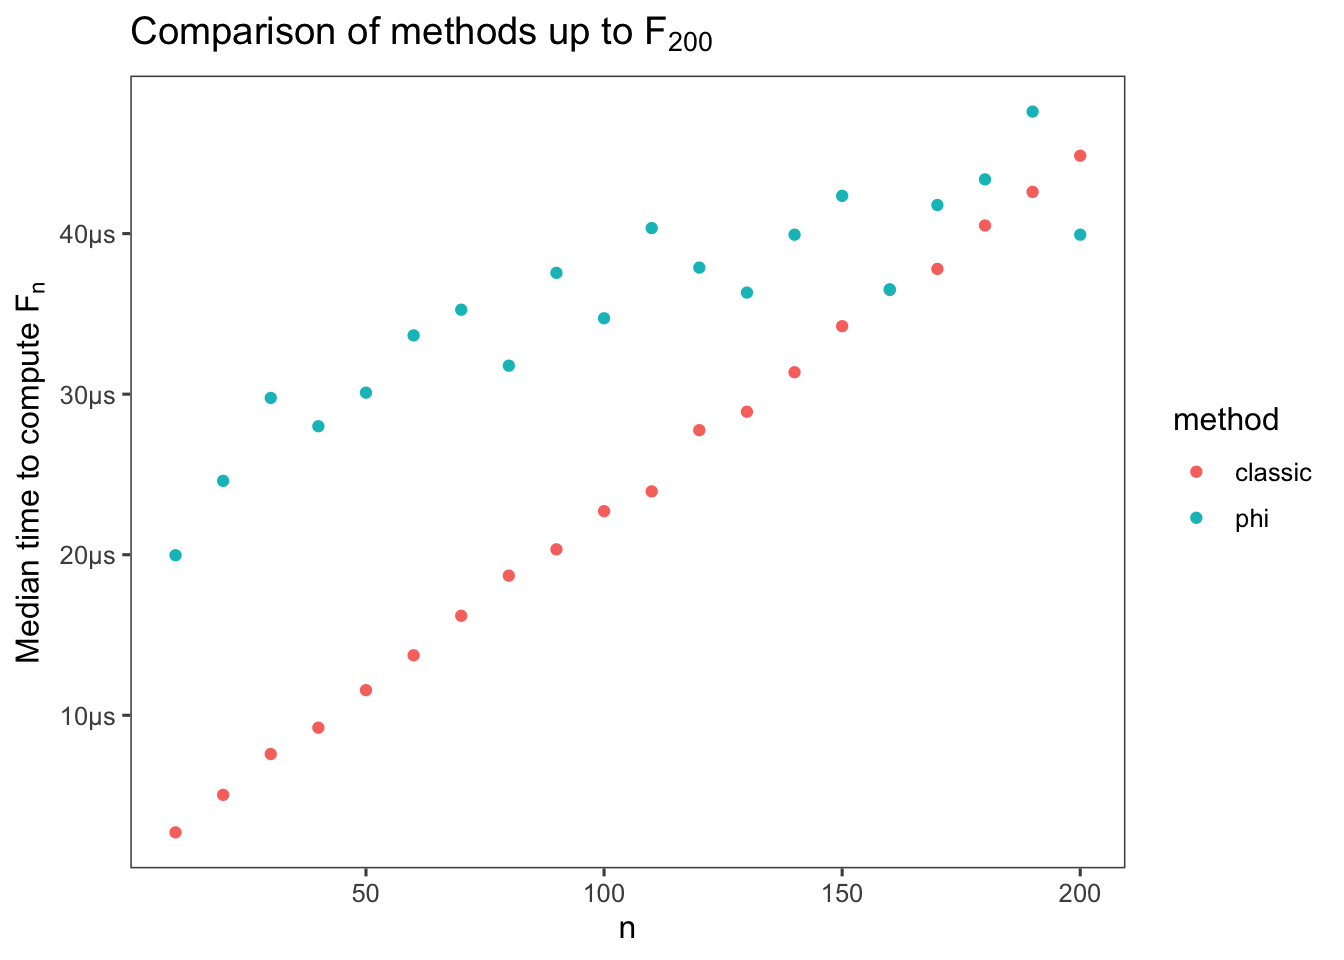 Comparison of methods up to F₂₀₀
Median time to compute Fₙ
40µs
30µs
20µs
10µs
50
100
150
200
n
method
classic
phi